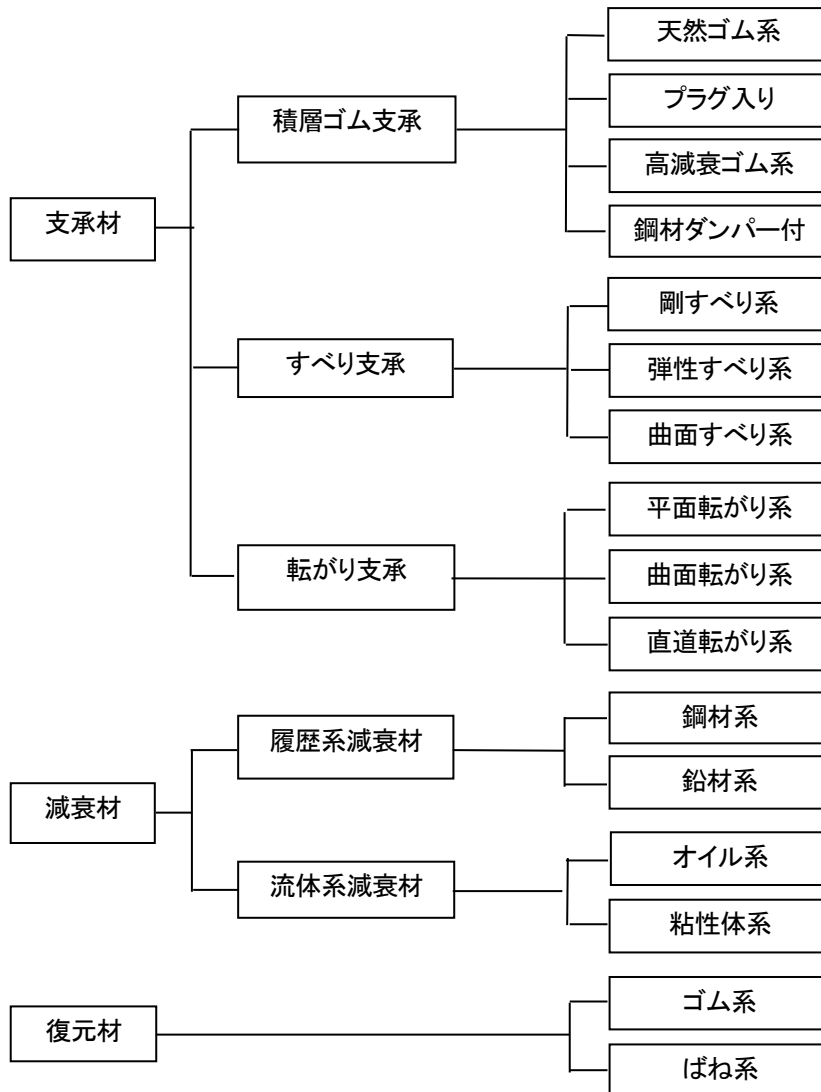 支承材
積層ゴム支承
天然ゴム系
プラグ入り
高減衰ゴム系
鋼材ダンパー付
すべり支承
剛すべり系
弾性すべり系
曲面すべり系
転がり支承
平面転がり系
曲面転がり系
直道転がり系
減衰材
履歴系減衰材
鋼材系
鉛材系
流体系減衰材
オイル系
粘性体系
復元材
ゴム系
ばね系